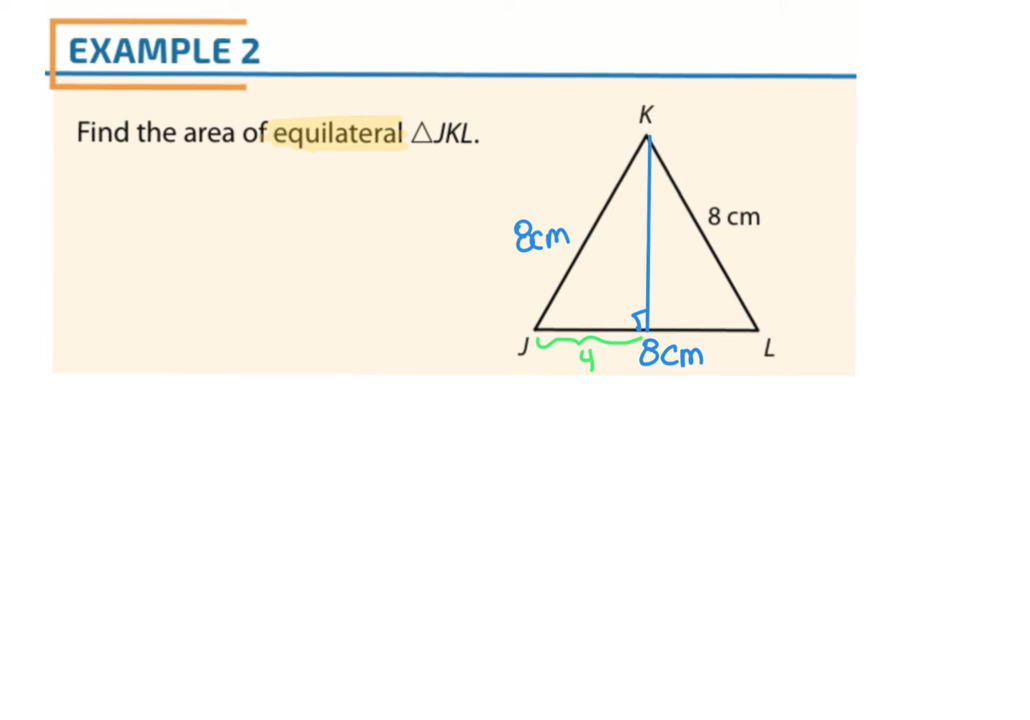 EXAMPLE 2
Find the area of equilateral △JKL.
K
8cm
8 cm
J
4
8cm
L